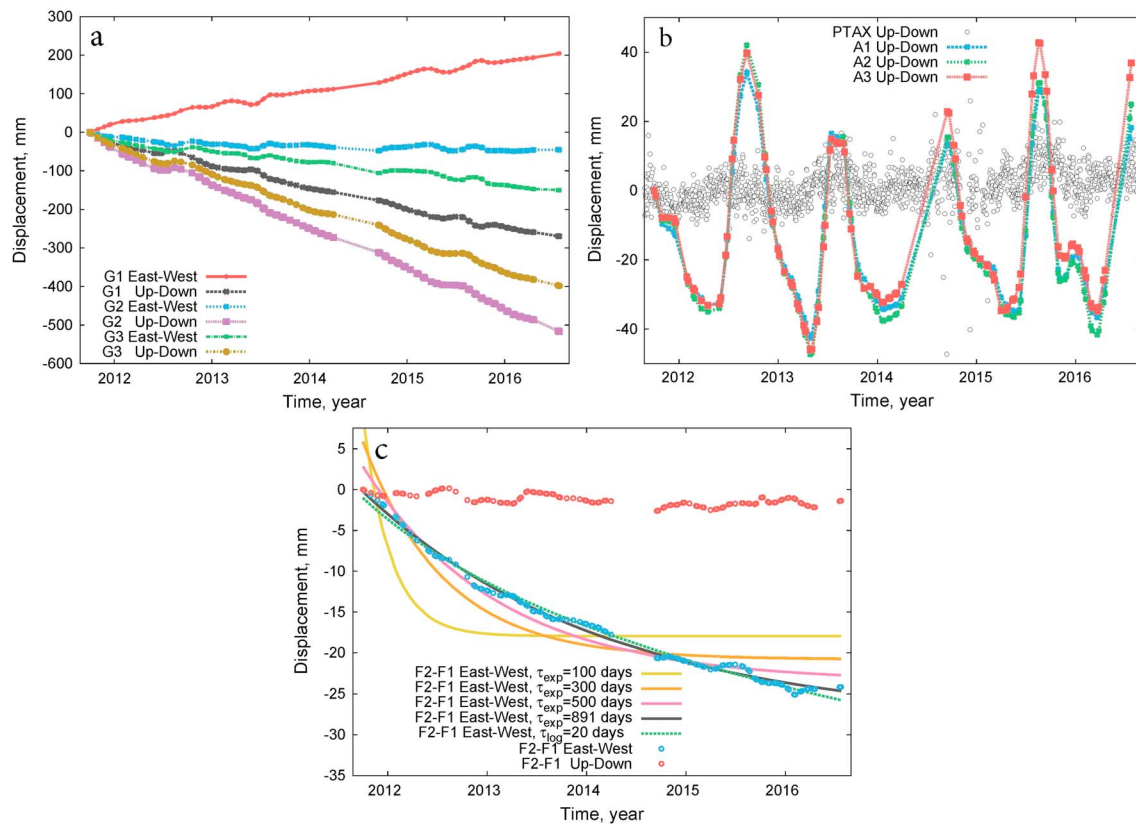 a
300
200
100
0
-100
-200
-300
-400
-500
-600
Displacement, mm
G1 East-West
G1 Up-Down
G2 East-West
G2 Up-Down
G3 East-West
G3 Up-Down
2012 2013 2014 2015 2016
Time, year
b
40
20
0
-20
-40
Displacement, mm
PTAX Up-Down
A1 Up-Down
A2 Up-Down
A3 Up-Down
2012 2013 2014 2015 2016
Time, year
c
5
0
-5
-10
-15
-20
-25
-30
-35
Displacement, mm
F2-F1 East-West, τexp=100 days
F2-F1 East-West, τexp=300 days
F2-F1 East-West, τexp=500 days
F2-F1 East-West, τexp=891 days
F2-F1 East-West, τlog=20 days
F2-F1 East-West
F2-F1 Up-Down
2012 2013 2014 2015 2016
Time, year